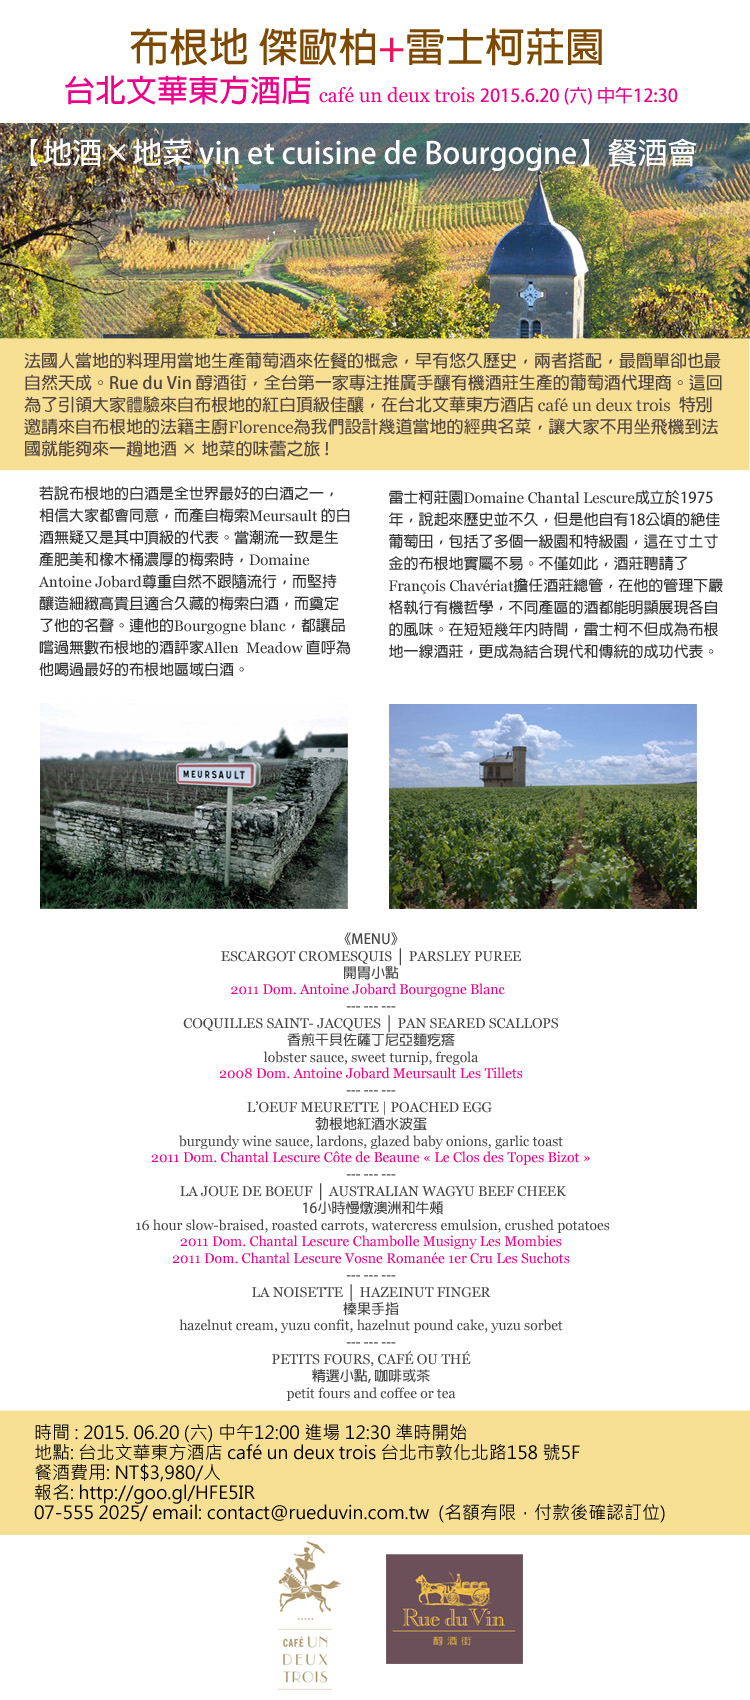 布根地 傑歐柏+雷士柯莊園
台北文華東方酒店 café un deux trois 2015.6.20 (六) 中午12:30
【地酒×地菜 vin et cuisine de Bourgogne】餐酒會
法國人當地的料理用當地生產葡萄酒來佐餐的概念，早有悠久歷史，兩者搭配，最簡單卻也最
自然天成。Rue du Vin 醇酒街，全台第一家專注推廣手釀有機酒莊生產的葡萄酒代理商。這回
為了引領大家體驗來自布根地的紅白頂級佳釀，在台北文華東方酒店 café un deux trois 特別
邀請來自布根地的法籍主廚Florence為我們設計幾道當地的經典名菜，讓大家不用坐飛機到法
國就能夠來一趟地酒 × 地菜的味蕾之旅！
若說布根地的白酒是全世界最好的白酒之一，
相信大家都會同意，而產自梅索Meursault 的白
酒無疑又是其中頂級的代表。當潮流一致是生
產肥美和橡木桶濃厚的梅索時，Domaine
Antoine Jobard尊重自然不跟隨流行，而堅持
釀造細緻高貴且適合久藏的梅索白酒，而奠定
了他的名聲。連他的Bourgogne blanc，都讓品
嚐過無數布根地的酒評家Allen Meadow 直呼為
他喝過最好的布根地區域白酒。
雷士柯莊園Domaine Chantal Lescure成立於1975
年，說起來歷史並不久，但是他自有18公頃的絕佳
葡萄田，包括了多個一級園和特級園，這在寸土寸
金的布根地實屬不易。不僅如此，酒莊聘請了
François Chavériat擔任酒莊總管，在他的管理下嚴
格執行有機哲學，不同產區的酒都能明顯展現各自
的風味。在短短幾年內時間，雷士柯不但成為布根
地一線酒莊，更成為結合現代和傳統的成功代表。
MEURSAULT
《MENU》
ESCARGOT CROMESQUIS │ PARSLEY PUREE
開胃小點
2011 Dom. Antoine Jobard Bourgogne Blanc
--- --- ---
COQUILLES SAINT- JACQUES │ PAN SEARED SCALLOPS
香煎干貝佐薩丁尼亞麵疙瘩
lobster sauce, sweet turnip, fregola
2008 Dom. Antoine Jobard Meursault Les Tillets
--- --- ---
L'OEUF MEURETTE | POACHED EGG
勃根地紅酒水波蛋
burgundy wine sauce, lardons, glazed baby onions, garlic toast
2011 Dom. Chantal Lescure Côte de Beaune « Le Clos des Topes Bizot »
--- --- ---
LA JOUE DE BOEUF │ AUSTRALIAN WAGYU BEEF CHEEK
16小時慢燉澳洲和牛頰
16 hour slow-braised, roasted carrots, watercress emulsion, crushed potatoes
2011 Dom. Chantal Lescure Chambolle Musigny Les Mombies
2011 Dom. Chantal Lescure Vosne Romanée 1er Cru Les Suchots
--- --- ---
LA NOISETTE │ HAZEINUT FINGER
榛果手指
hazelnut cream, yuzu confit, hazelnut pound cake, yuzu sorbet
--- --- ---
PETITS FOURS, CAFÉ OU THÉ
精選小點, 咖啡或茶
petit fours and coffee or tea
時間 : 2015. 06.20 (六) 中午12:00 進場 12:30 準時開始
地點: 台北文華東方酒店 café un deux trois 台北市敦化北路158 號5F
餐酒費用: NT$3,980/人
報名: http://goo.gl/HFE5IR
07-555 2025/ email: contact@rueduvin.com.tw (名額有限．付款後確認訂位)
CAFÉ UN
DEUX
TROIS
Rue du Vin
醇酒街